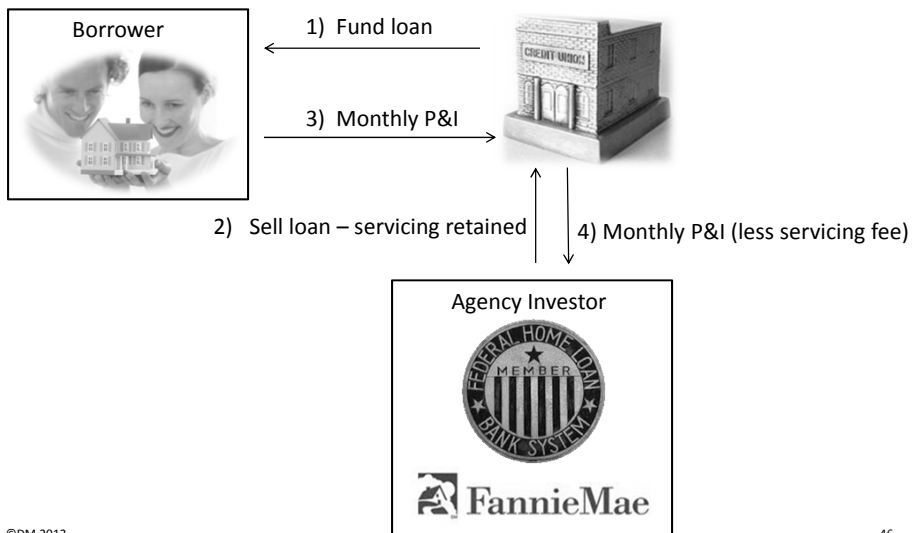 Borrower
1) Fund loan
CREDIT UNION
3) Monthly P&I
2) Sell loan – servicing retained
4) Monthly P&I (less servicing fee)
Agency Investor
FEDERAL HOME LOAN
MEMBER
BANK SYSTEM
FannieMae